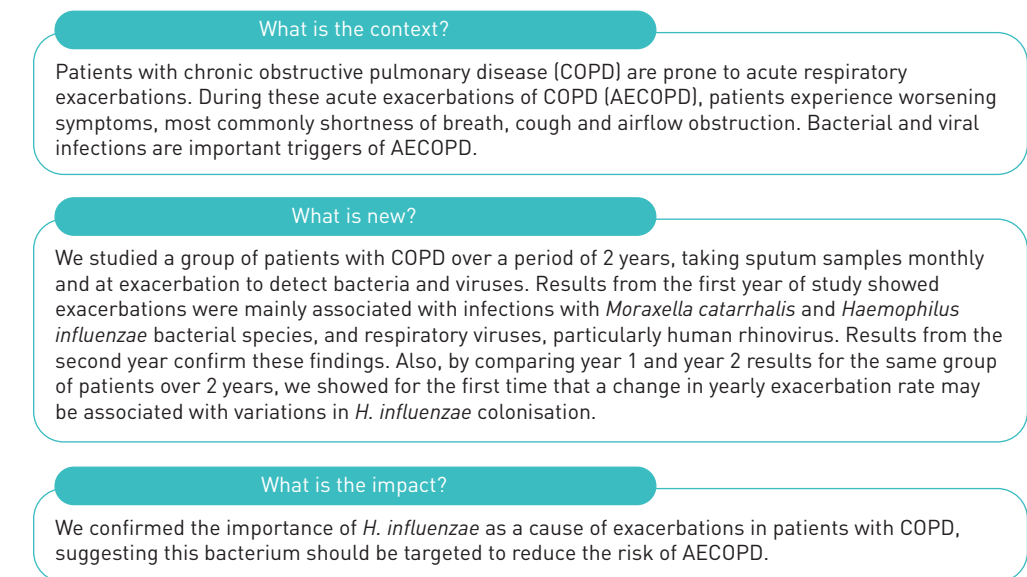 What is the context?
Patients with chronic obstructive pulmonary disease (COPD) are prone to acute respiratory
exacerbations. During these acute exacerbations of COPD (AECOPD), patients experience worsening
symptoms, most commonly shortness of breath, cough and airflow obstruction. Bacterial and viral
infections are important triggers of AECOPD.
What is new?
We studied a group of patients with COPD over a period of 2 years, taking sputum samples monthly
and at exacerbation to detect bacteria and viruses. Results from the first year of study showed
exacerbations were mainly associated with infections with Moraxella catarrhalis and Haemophilus
influenzae bacterial species, and respiratory viruses, particularly human rhinovirus. Results from the
second year confirm these findings. Also, by comparing year 1 and year 2 results for the same group
of patients over 2 years, we showed for the first time that a change in yearly exacerbation rate may
be associated with variations in H. influenzae colonisation.
What is the impact?
We confirmed the importance of H. influenzae as a cause of exacerbations in patients with COPD,
suggesting this bacterium should be targeted to reduce the risk of AECOPD.